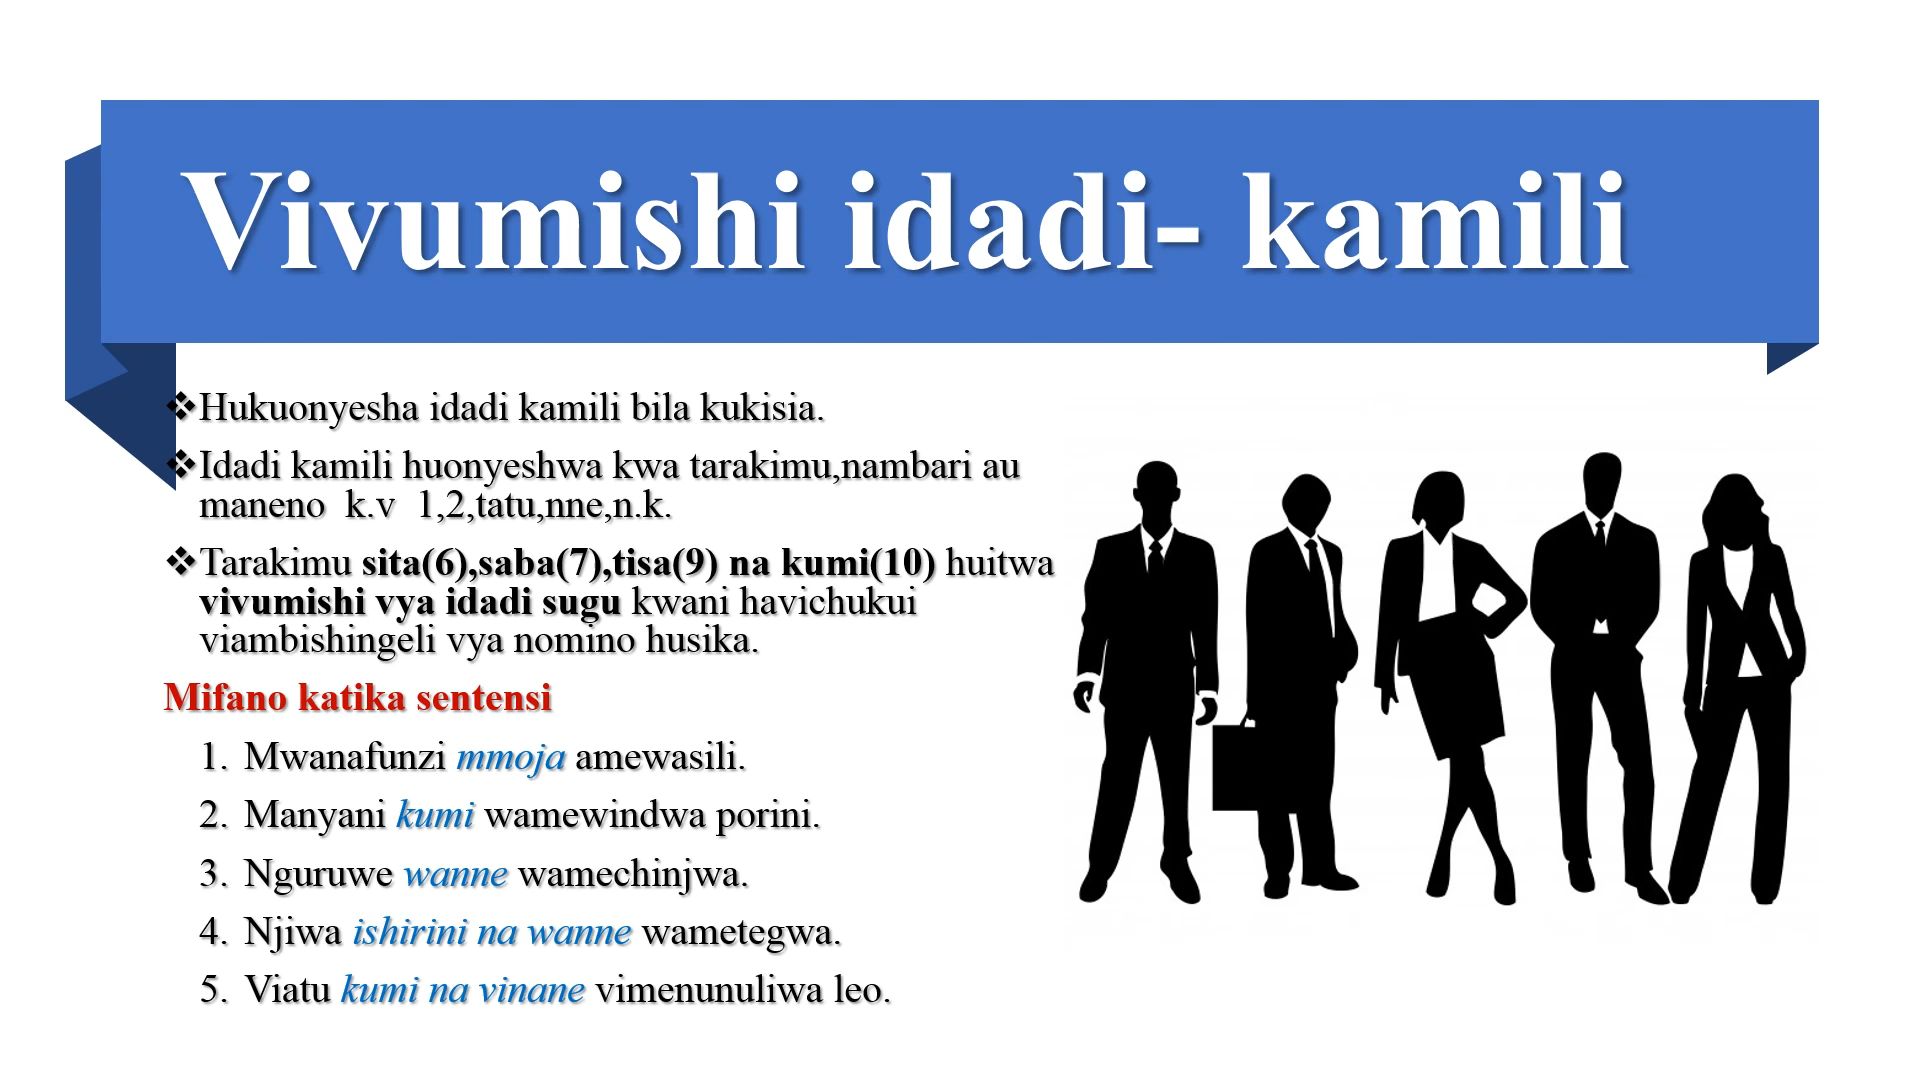 Vivumishi idadi- kamili
❖Hukuonyesha idadi kamili bila kukisia.
❖Idadi kamili huonyeshwa kwa tarakimu,nambari au
maneno  k.v  1,2,tatu,nne,n.k.
❖Tarakimu sita(6),saba(7),tisa(9) na kumi(10) huitwa
vivumishi vya idadi sugu kwani havichukui
viambishingeli vya nomino husika.
Mifano katika sentensi
1. Mwanafunzi mmoja amewasili.
2. Manyani kumi wamewindwa porini.
3. Nguruwe wanne wamechinjwa.
4. Njiwa ishirini na wanne wametegwa.
5. Viatu kumi na vinane vimenunuliwa leo.